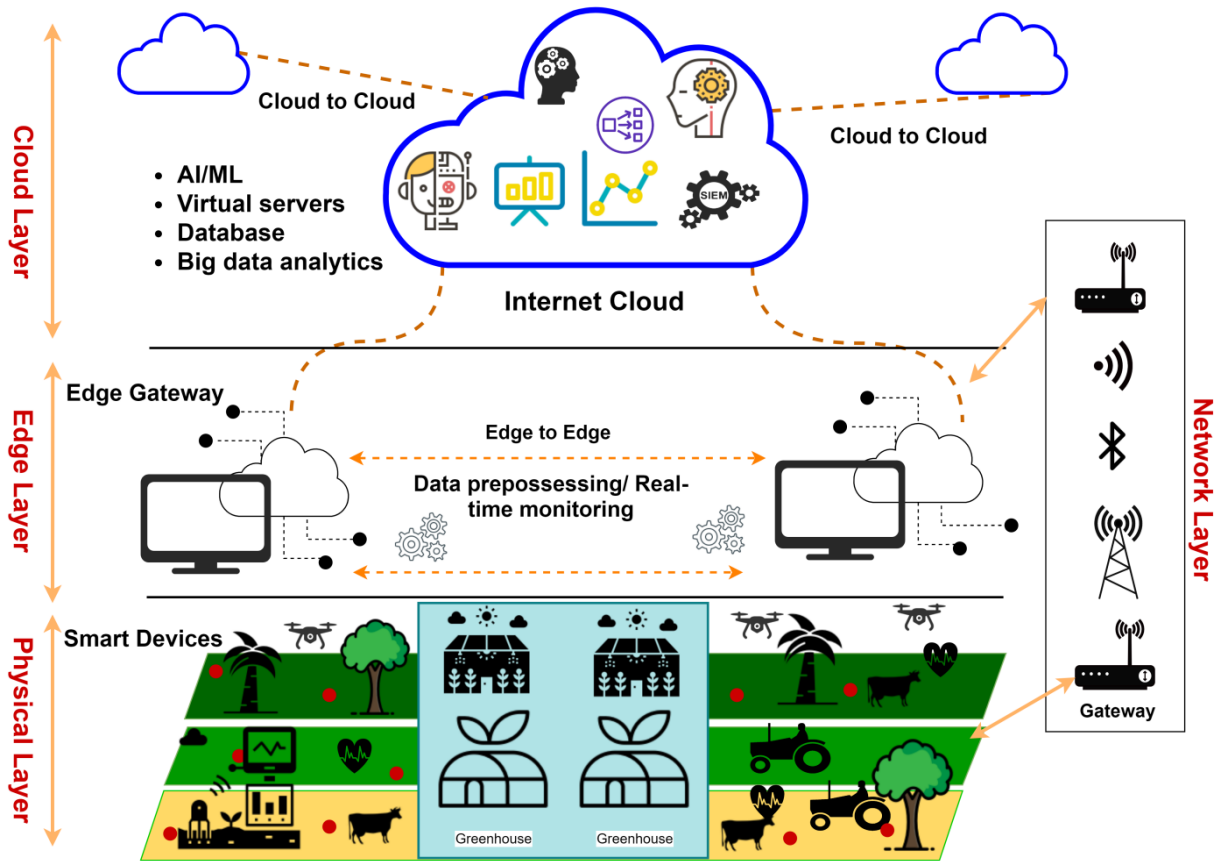 Cloud to Cloud
Cloud to Cloud
Cloud Layer
• AI/ML
• Virtual servers
• Database
• Big data analytics
SIEM
Internet Cloud
Edge Layer
Edge Gateway
Edge to Edge
Data prepossessing/ Real-
time monitoring
Network Layer
Physical Layer
Smart Devices
Gateway
Greenhouse
Greenhouse